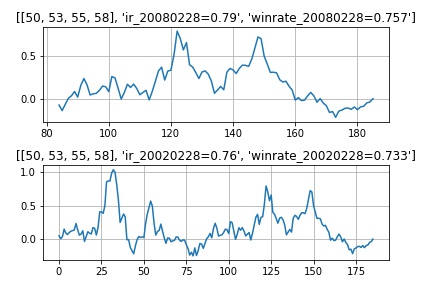 [[50, 53, 55, 58], 'ir_20080228=0.79', 'winrate_20080228=0.757']
0.5
0.0
80 100 120 140 160 180
[[50, 53, 55, 58], 'ir_20020228=0.76', 'winrate_20020228=0.733']
1.0
0.5
0.0
0 25 50 75 100 125 150 175